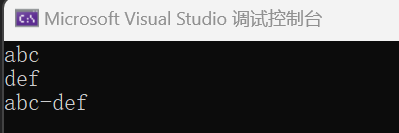 Microsoft Visual Studio 调试控制台
abc
def
abc-def